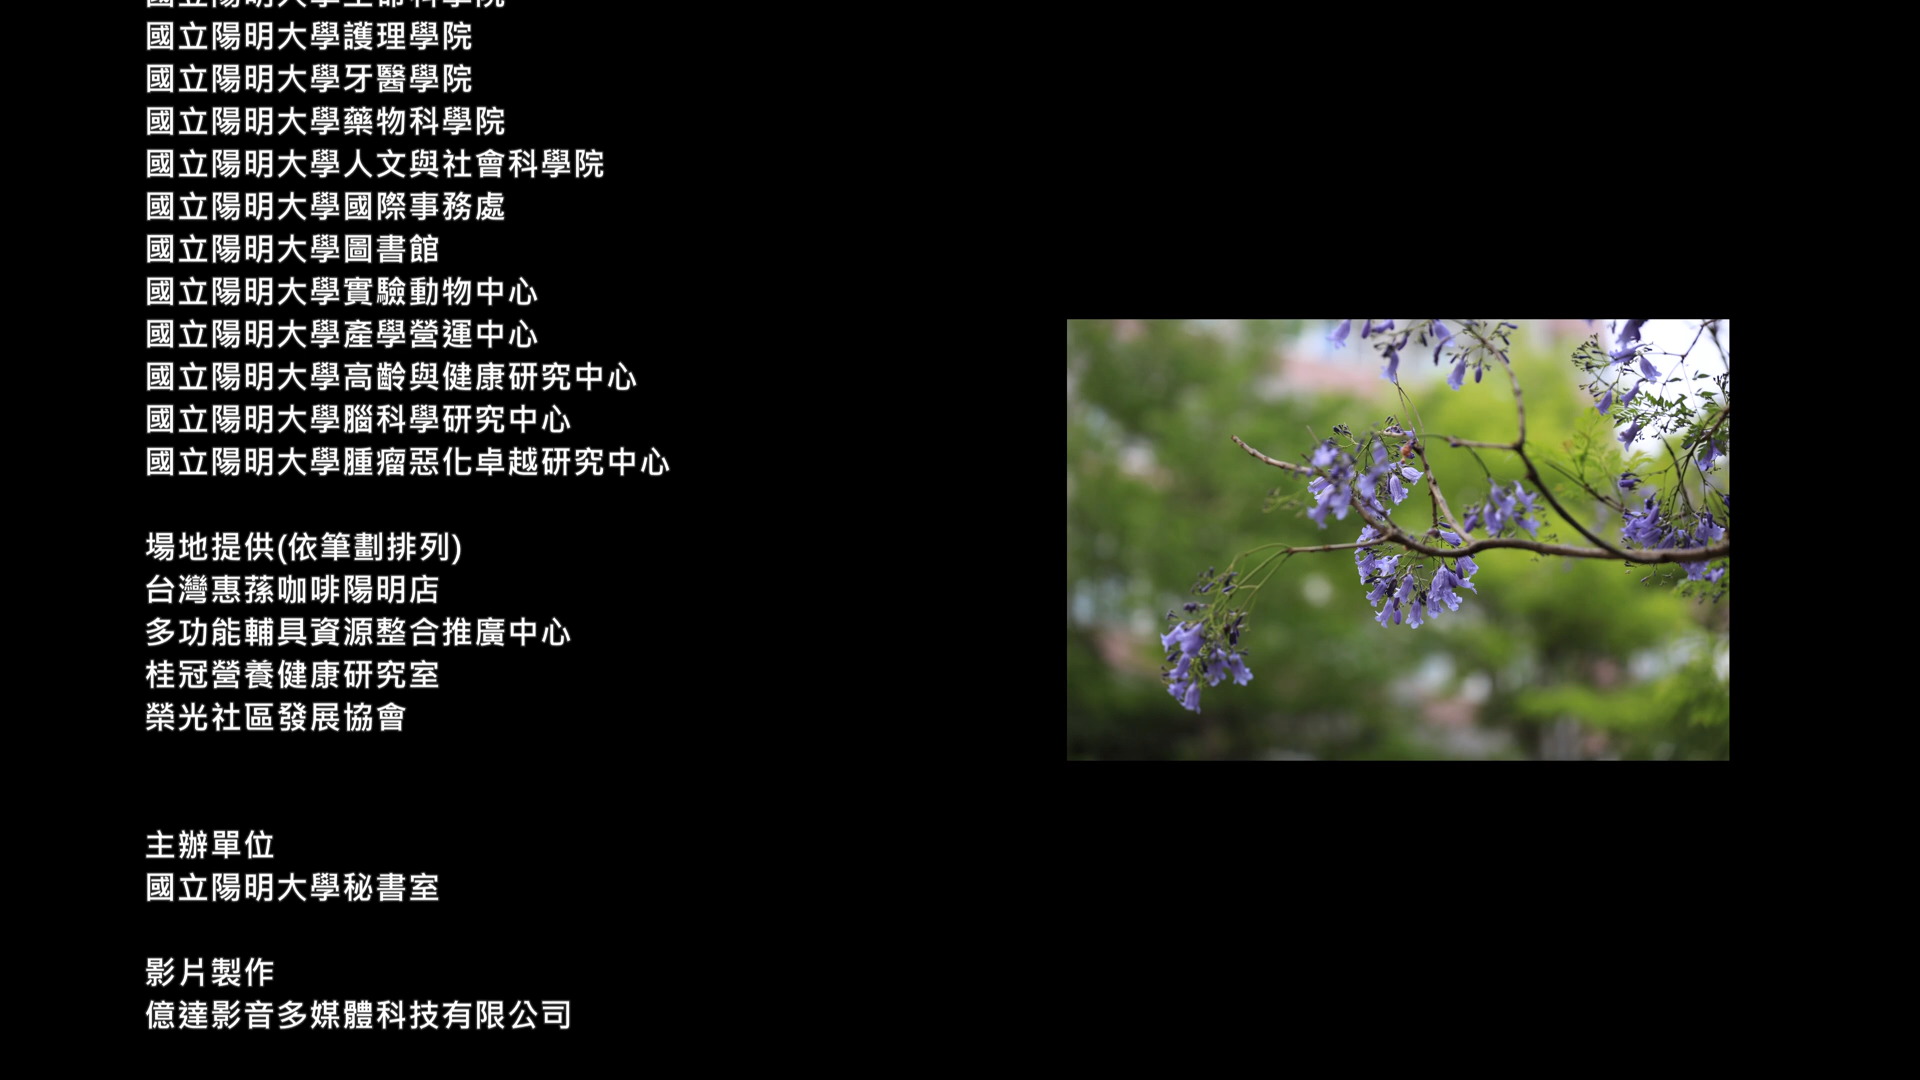 國立陽明大學生命科學院
國立陽明大學護理學院
國立陽明大學牙醫學院
國立陽明大學藥物科學院
國立陽明大學人文與社會科學院
國立陽明大學國際事務處
國立陽明大學圖書館
國立陽明大學實驗動物中心
國立陽明大學產學營運中心
國立陽明大學高齡與健康研究中心
國立陽明大學腦科學研究中心
國立陽明大學腫瘤惡化卓越研究中心
場地提供(依筆劃排列)
台灣惠蓀咖啡陽明店
多功能輔具資源整合推廣中心
桂冠營養健康研究室
榮光社區發展協會
主辦單位
國立陽明大學秘書室
影片製作
億達影音多媒體科技有限公司